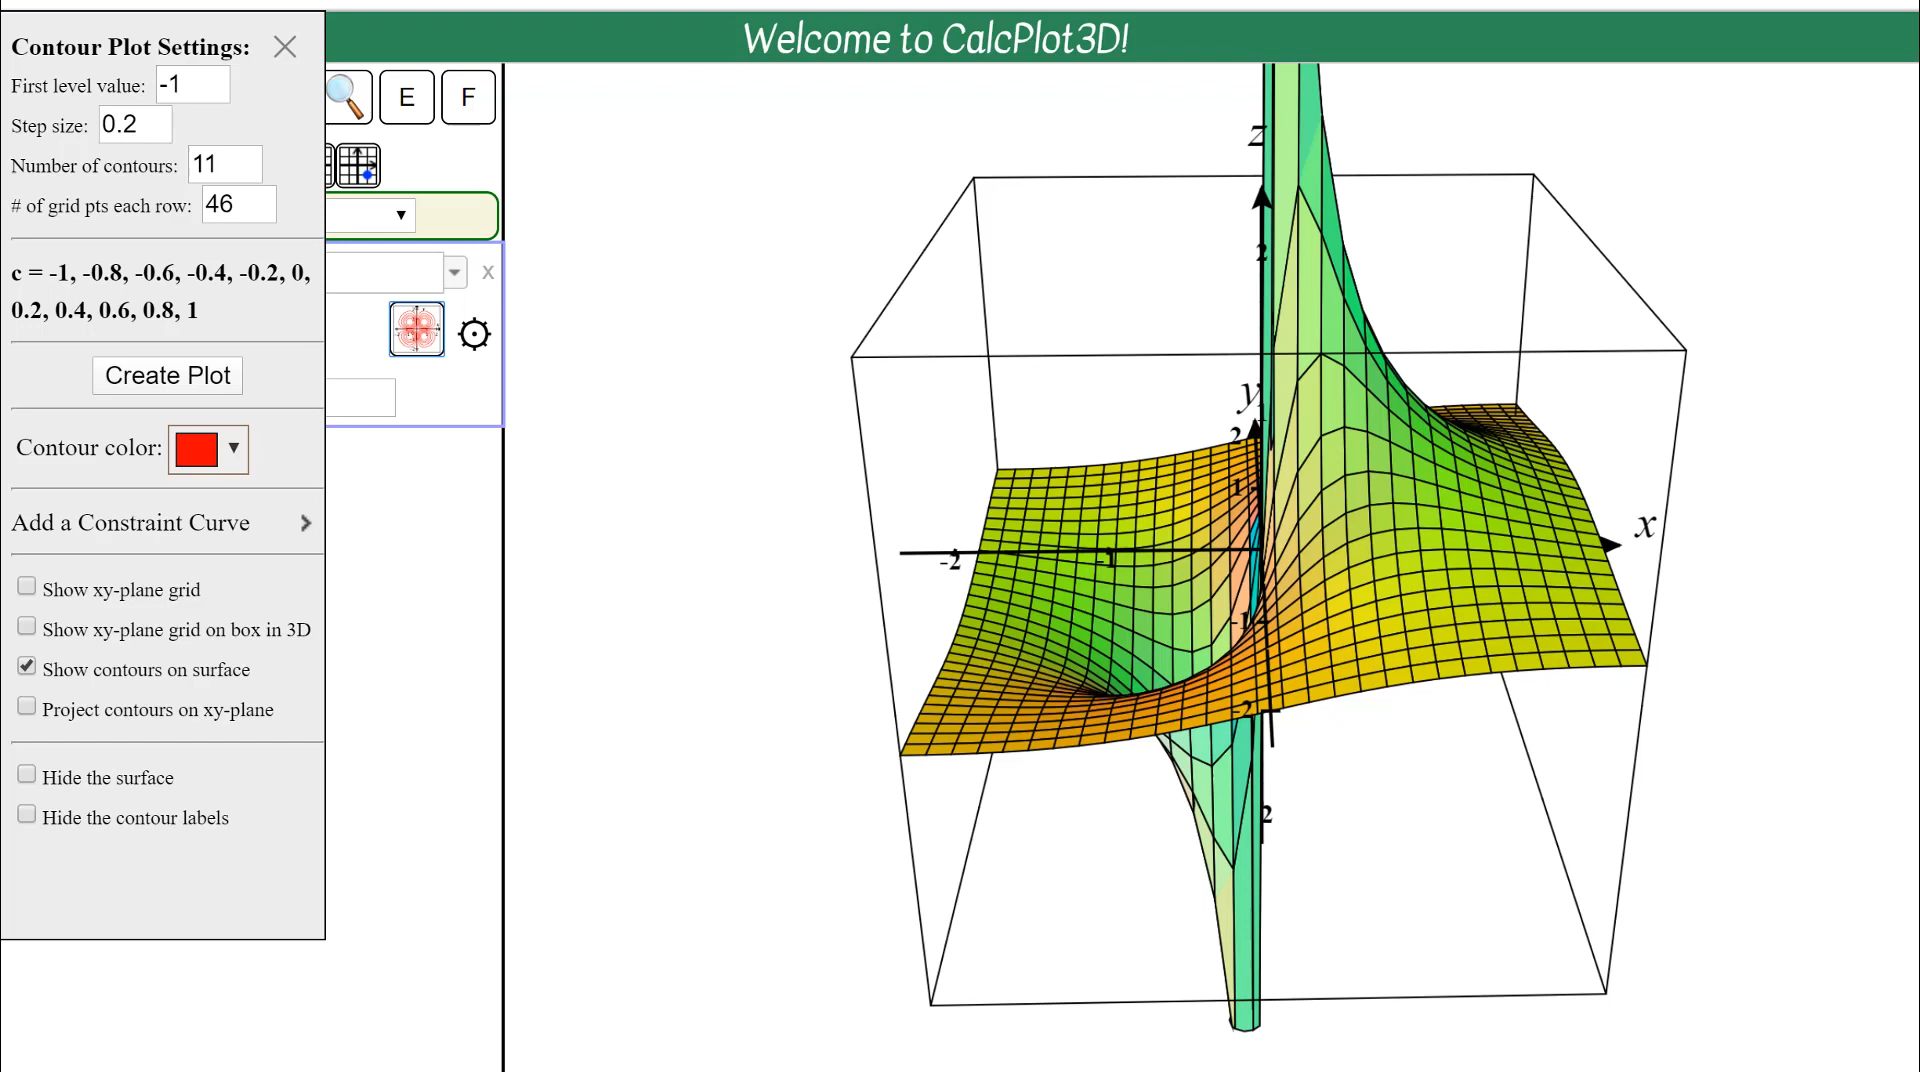 Welcome to CalcPlot3D!
Contour Plot Settings:
First level value: -1
Step size: 0.2
Number of contours: 11
# of grid pts each row: 46
c = -1, -0.8, -0.6, -0.4, -0.2, 0,
0.2, 0.4, 0.6, 0.8, 1
Create Plot
Contour color:
Add a Constraint Curve
Show xy-plane grid
Show xy-plane grid on box in 3D
Show contours on surface
Project contours on xy-plane
Hide the surface
Hide the contour labels
E F
x
z
2
y
2
1
x
-2 -1
-1
-2
2